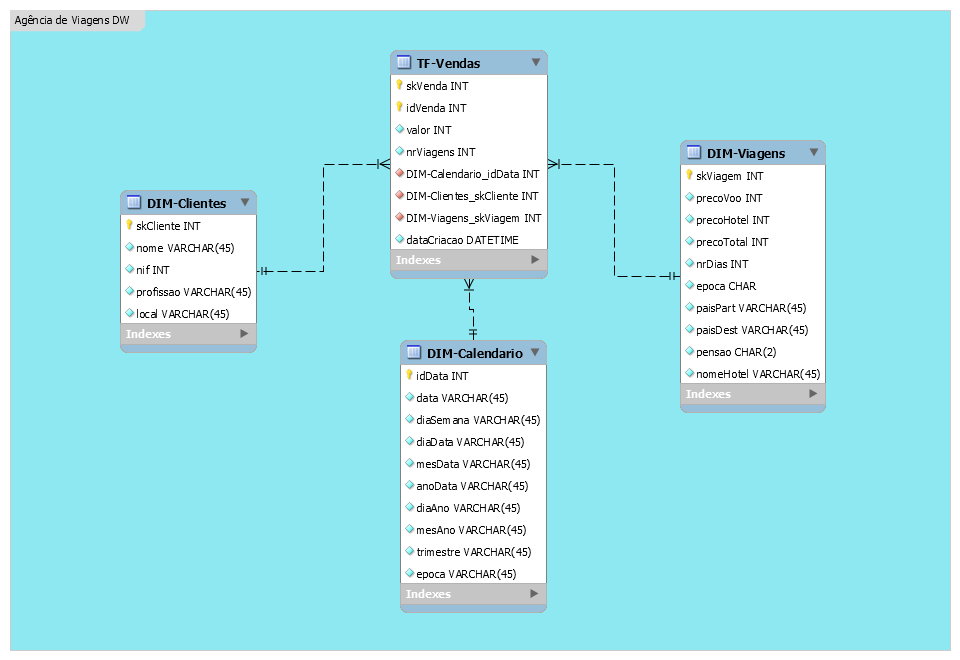 Agência de Viagens DW
TF-Vendas
skVenda INT
idVenda INT
valor INT
nrViagens INT
DIM-Calendario_idData INT
DIM-Clientes_skCliente INT
DIM-Viagens_skViagem INT
dataCriacao DATETIME
Indexes
DIM-Clientes
skCliente INT
nome VARCHAR(45)
nif INT
profissao VARCHAR(45)
local VARCHAR(45)
Indexes
DIM-Viagens
skViagem INT
precoVoo INT
precoHotel INT
precoTotal INT
nrDias INT
epoca CHAR
paisPart VARCHAR(45)
paisDest VARCHAR(45)
pensao CHAR(2)
nomeHotel VARCHAR(45)
Indexes
DIM-Calendario
idData INT
data VARCHAR(45)
diaSemana VARCHAR(45)
diaData VARCHAR(45)
mesData VARCHAR(45)
anoData VARCHAR(45)
diaAno VARCHAR(45)
mesAno VARCHAR(45)
trimestre VARCHAR(45)
epoca VARCHAR(45)
Indexes